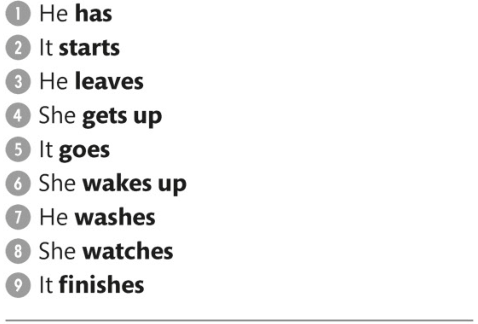 1 He has
2 It starts
3 He leaves
4 She gets up
5 It goes
6 She wakes up
7 He washes
8 She watches
9 It finishes